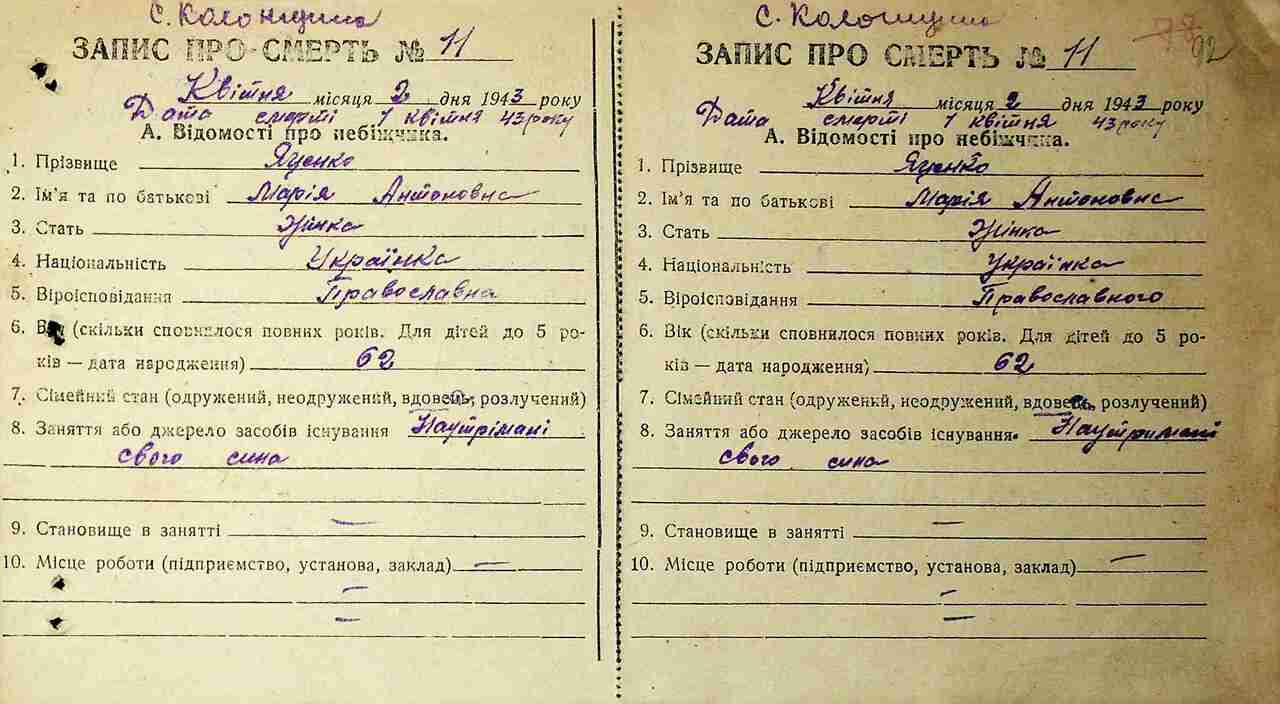 с. Колонщина
ЗАПИС ПРО СМЕРТЬ № 11
Квітня місяца 2 дня 1943 року
Дата смерті 1 квітня 43 року
А. Відомості про небіжчика.
1. Прізвище Яценко
2. Ім'я та по батькові Марія Антоновна
3. Стать Жінка
4. Національність Українка
5. Віроісповідання Православна
6. Вік (скільки сповнилося повних років. Для дітей до 5 ро-
ків — дата народження) 62
7. Сімейний стан (одружений, неодружений, вдовець, розлучений)
8. Заняття або джерело засобів існування Наутрімані
свого сина
9. Становище в занятті —
10. Місце роботи (підприємство, установа, заклад) —
—
—
с. Колонщина
78 92
ЗАПИС ПРО СМЕРТЬ № 11
Квітня місяца 2 дня 1943 року
Дата смерті 1 квітня 43 року
А. Відомості про небіжчика.
1. Прізвище Яценко
2. Ім'я та по батькові Марія Антоновна
3. Стать Жінка
4. Національність Українка
5. Віроісповідання Православного
6. Вік (скільки сповнилося повних років. Для дітей до 5 ро-
ків — дата народження) 62
7. Сімейний стан (одружений, неодружений, вдовець, розлучений)
8. Заняття або джерело засобів існування Наутримані
свого сина
9. Становище в занятті —
10. Місце роботи (підприємство, установа, заклад) —
—
—